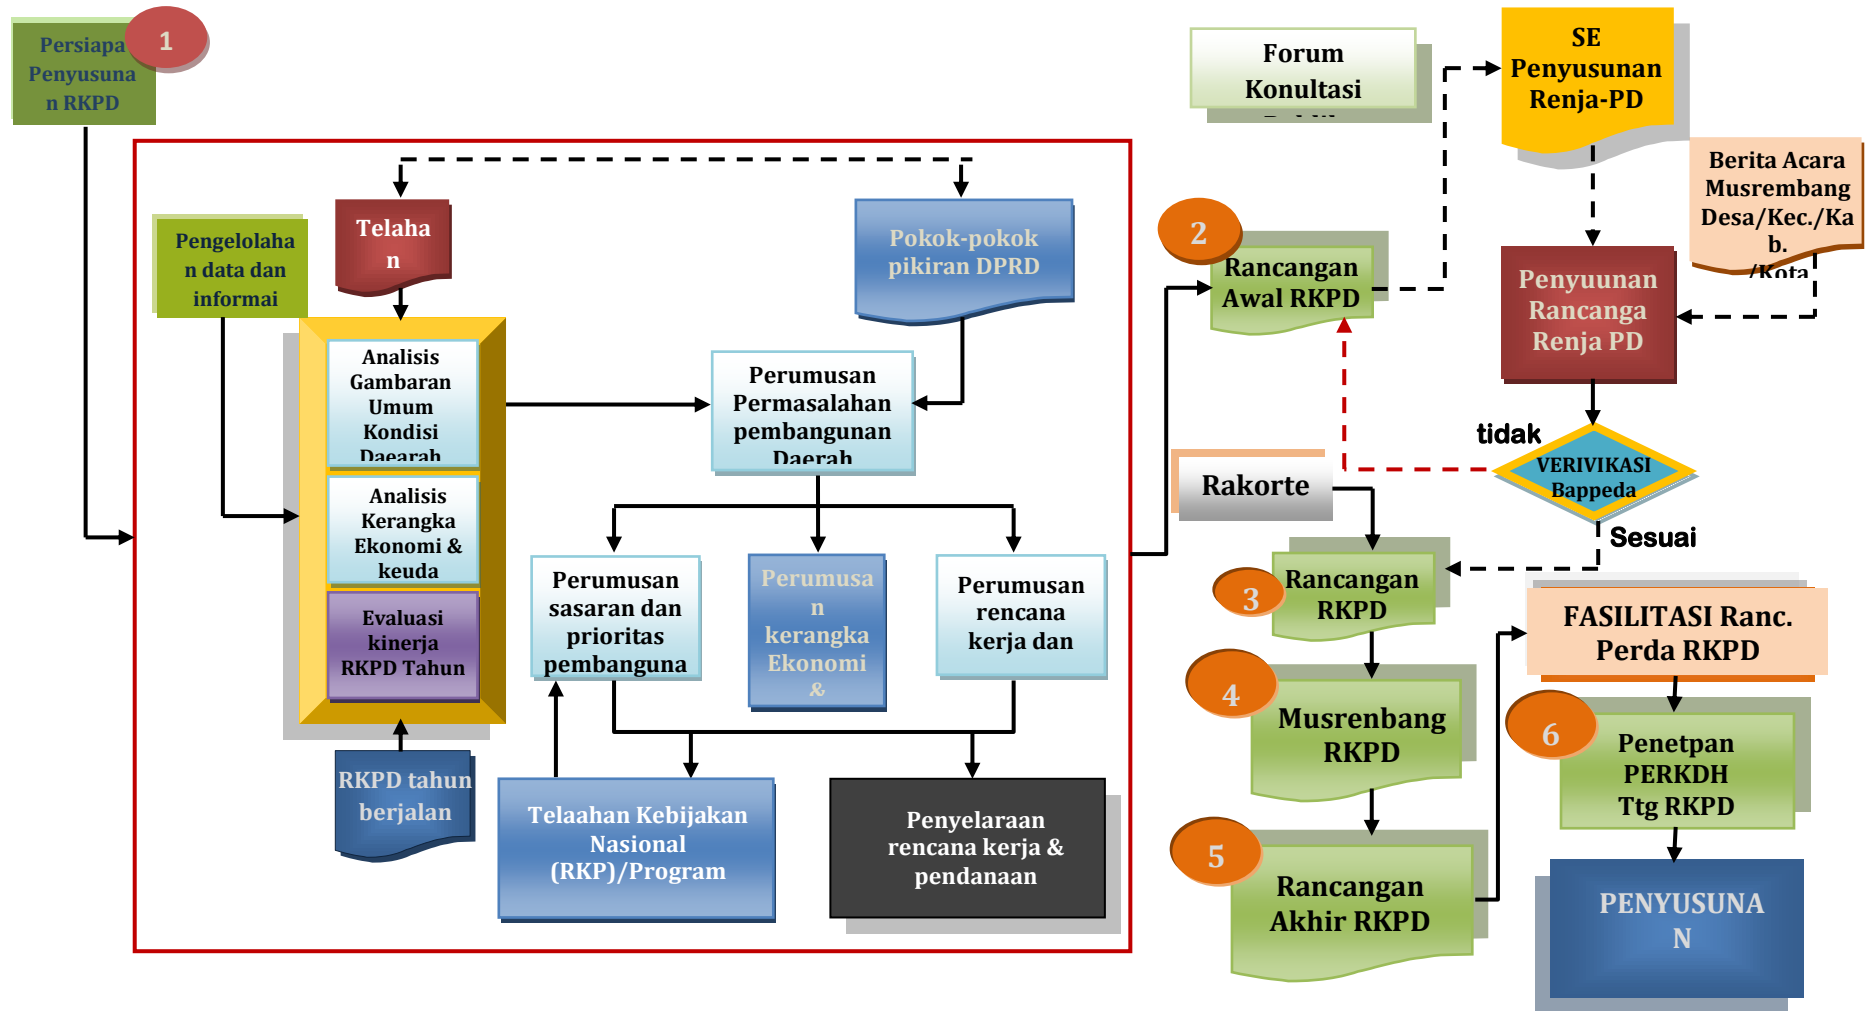 Persiapa
Penyusuna
n RKPD
1
Pengelolaha
n data dan
informai
Telaha
n
Pokok-pokok
pikiran DPRD
Analisis
Gambaran
Umum
Kondisi
Daearah
Analisis
Kerangka
Ekonomi &
keuda
Evaluasi
kinerja
RKPD Tahun
RKPD tahun
berjalan
Perumusan
Permasalahan
pembangunan
Daerah
Perumusan
sasaran dan
prioritas
pembanguna
Perumusa
n
kerangka
Ekonomi
&
Perumusan
rencana
kerja dan
Telaahan Kebijakan
Nasional
(RKP)/Program
Penyelaraan
rencana kerja &
pendanaan
Forum
Konultasi
2
Rancangan
Awal RKPD
SE
Penyusunan
Renja-PD
Berita Acara
Musrembang
Desa/Kec./Ka
b.
/Kota
Penyuunan
Rancanga
Renja PD
tidak
VERIVIKASI
Bappeda
Sesuai
Rakorte
3
Rancangan
RKPD
4
Musrenbang
RKPD
5
Rancangan
Akhir RKPD
FASILITASI Ranc.
Perda RKPD
6
Penetpan
PERKDH
Ttg RKPD
PENYUSUNA
N